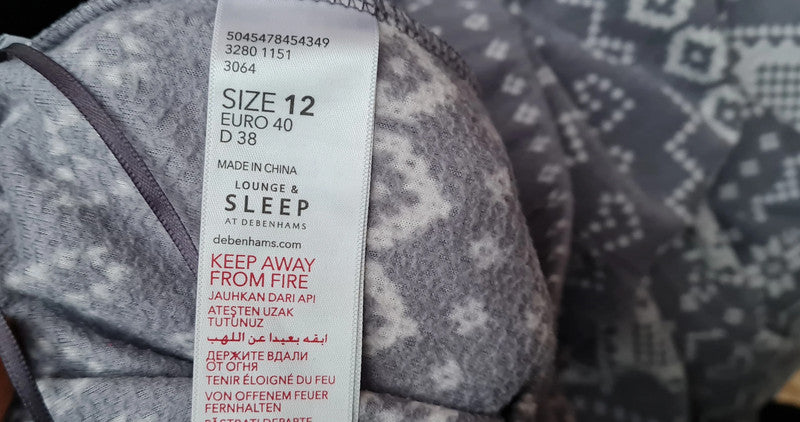 5045478454349
3280 1151
3064
SIZE 12
EURO 40
D 38
MADE IN CHINA
LOUNGE &
SLEEP
AT DEBENHAMS
debenhams.com
KEEP AWAY
FROM FIRE
JAUHKAN DARI API
ATEŞTEN UZAK
TUTUNUZ
ابقه بعيدا عن اللهب
ДЕРЖИТЕ ВДАЛИ
ОТ ОГНЯ
TENIR ÉLOIGNÉ DU FEU
VON OFFENEM FEUER
FERNHALTEN
PĂSTRAȚI DEPARTE